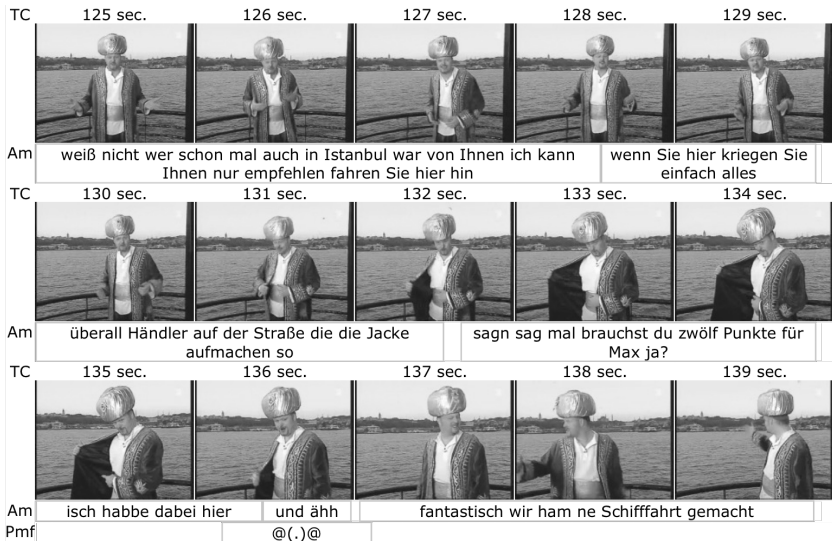 TC 125 sec. 126 sec. 127 sec. 128 sec. 129 sec.
Am weiß nicht wer schon mal auch in Istanbul war von Ihnen ich kann
Ihnen nur empfehlen fahren Sie hier hin
wenn Sie hier kriegen Sie
einfach alles
TC 130 sec. 131 sec. 132 sec. 133 sec. 134 sec.
Am überall Händler auf der Straße die die Jacke
aufmachen so
sagn sag mal brauchst du zwölf Punkte für
Max ja?
TC 135 sec. 136 sec. 137 sec. 138 sec. 139 sec.
Am isch habbe dabei hier und ähh fantastisch wir ham ne Schifffahrt gemacht
Pmf @(.)@